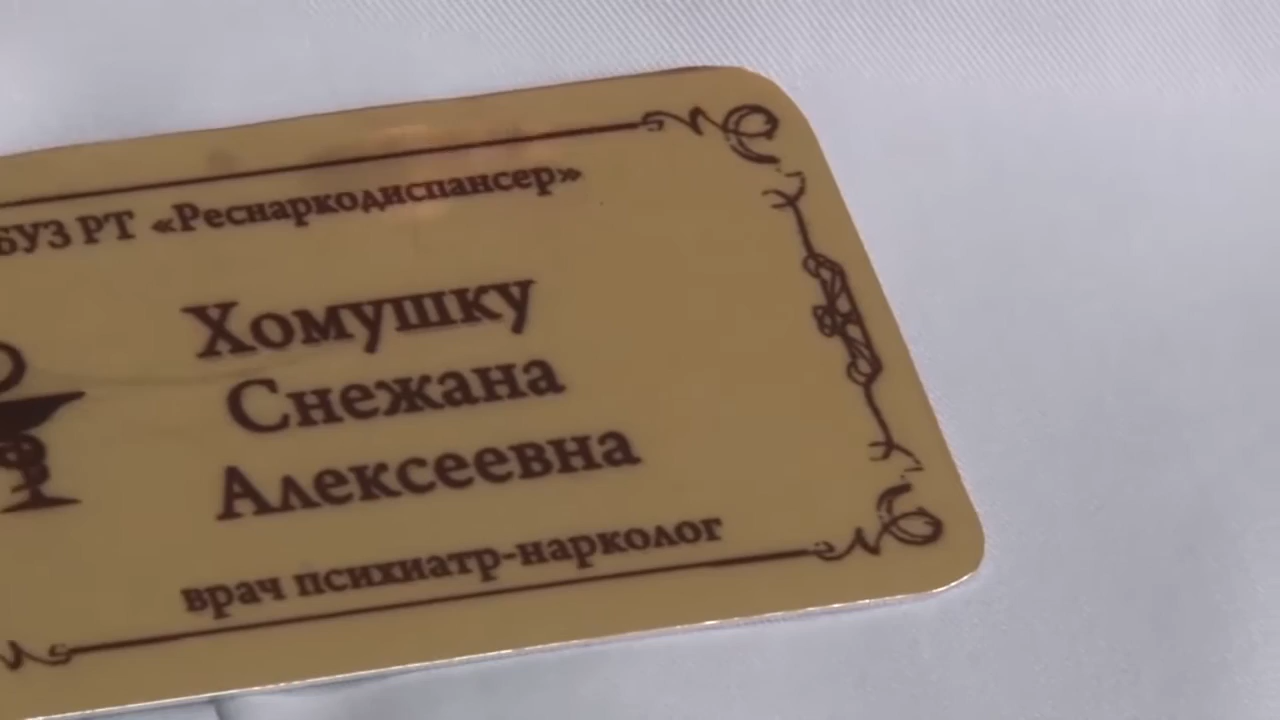 БУЗ РТ «Реснаркодиспансер»
Хомушку
Снежана
Алексеевна
врач психиатр-нарколог